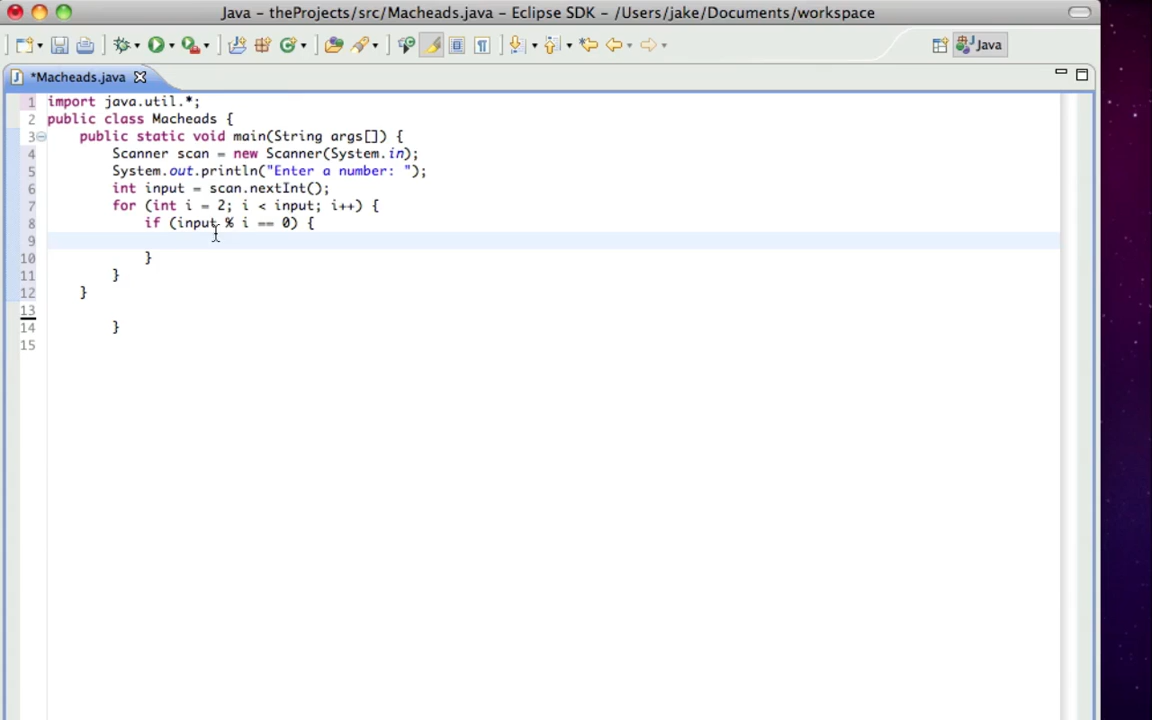 Java – theProjects/src/Macheads.java – Eclipse SDK – /Users/jake/Documents/workspace
Java
*Macheads.java
1 import java.util.*;
2 public class Macheads {
3 public static void main(String args[]) {
4 Scanner scan = new Scanner(System.in);
5 System.out.println("Enter a number: ");
6 int input = scan.nextInt();
7 for (int i = 2; i < input; i++) {
8 if (input % i == 0) {
9
10 }
11 }
12 }
13
14 }
15